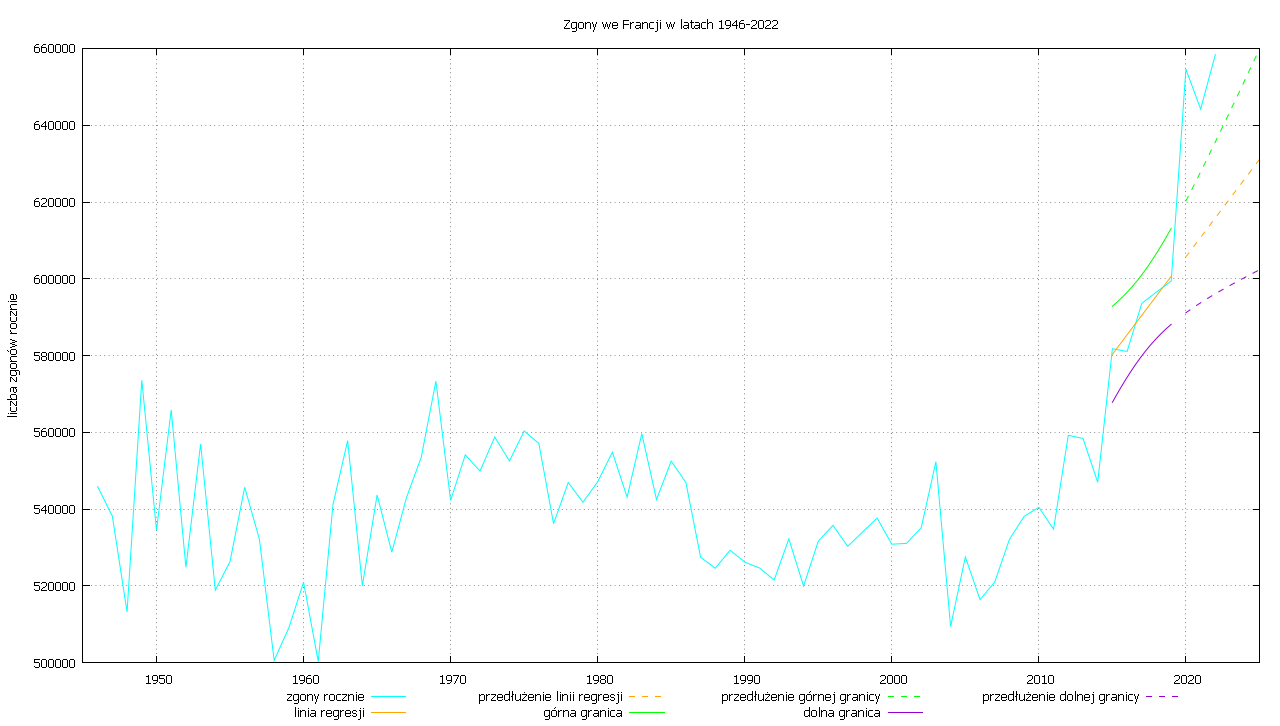 Zgony we Francji w latach 1946-2022
660000
640000
620000
600000
580000
560000
540000
520000
500000
liczba zgonów rocznie
1950 1960 1970 1980 1990 2000 2010 2020
zgony rocznie przedłużenie linii regresji przedłużenie górnej granicy przedłużenie dolnej granicy
linia regresji górna granica dolna granica